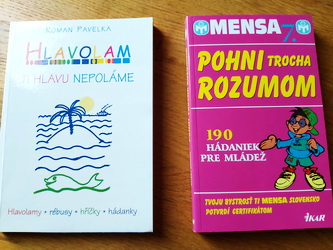 ROMAN PAVELKA
HLAVOLAM
HLAVU NEPOLÁME
Hlavolamy • rébusy • hříčky • hádanky
MENSA 7.
POHNI TROCHA
ROZUMOM
190
HÁDANIEK
PRE MLÁDEŽ
TVOJU BYSTROSŤ TI MENSA SLOVENSKO
POTVRDÍ CERTIFIKÁTOM
IKAR